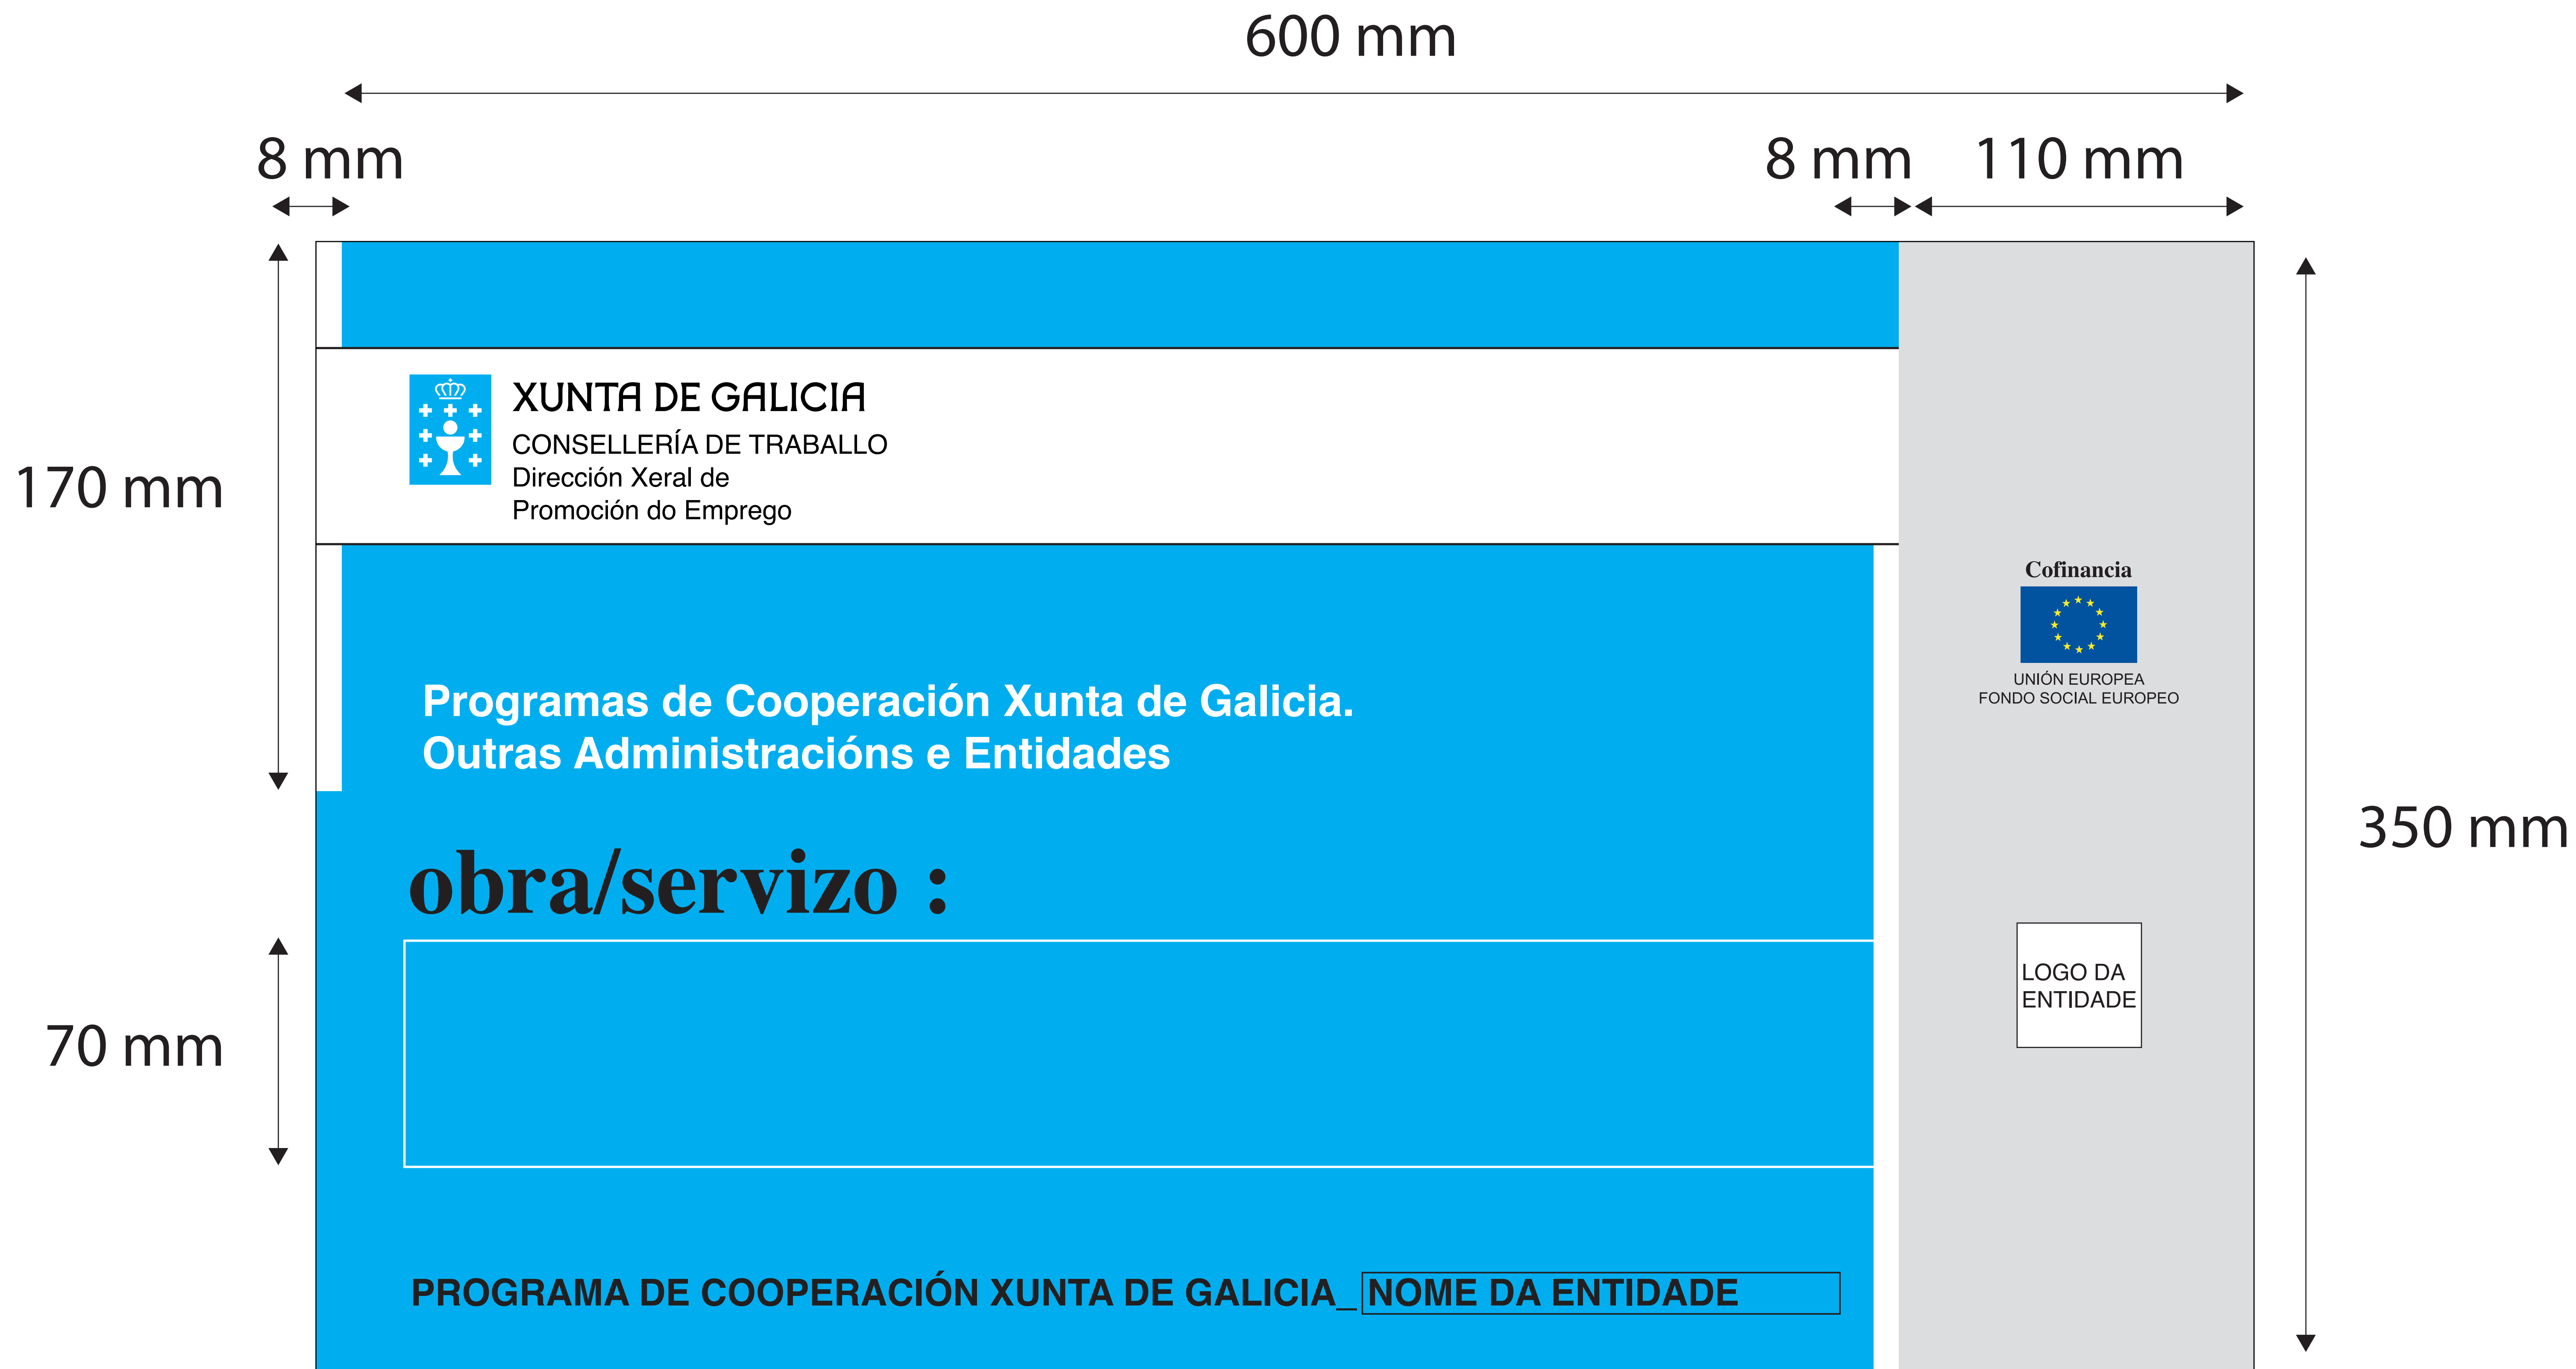 600 mm
8 mm
8 mm
110 mm
170 mm
XUNTA DE GALICIA
CONSELLERÍA DE TRABALLO
Dirección Xeral de
Promoción do Emprego
Cofinancia
UNIÓN EUROPEA
FONDO SOCIAL EUROPEO
Programas de Cooperación Xunta de Galicia.
Outras Administracións e Entidades
350 mm
obra/servizo :
LOGO DA
ENTIDADE
70 mm
PROGRAMA DE COOPERACIÓN XUNTA DE GALICIA_ NOME DA ENTIDADE